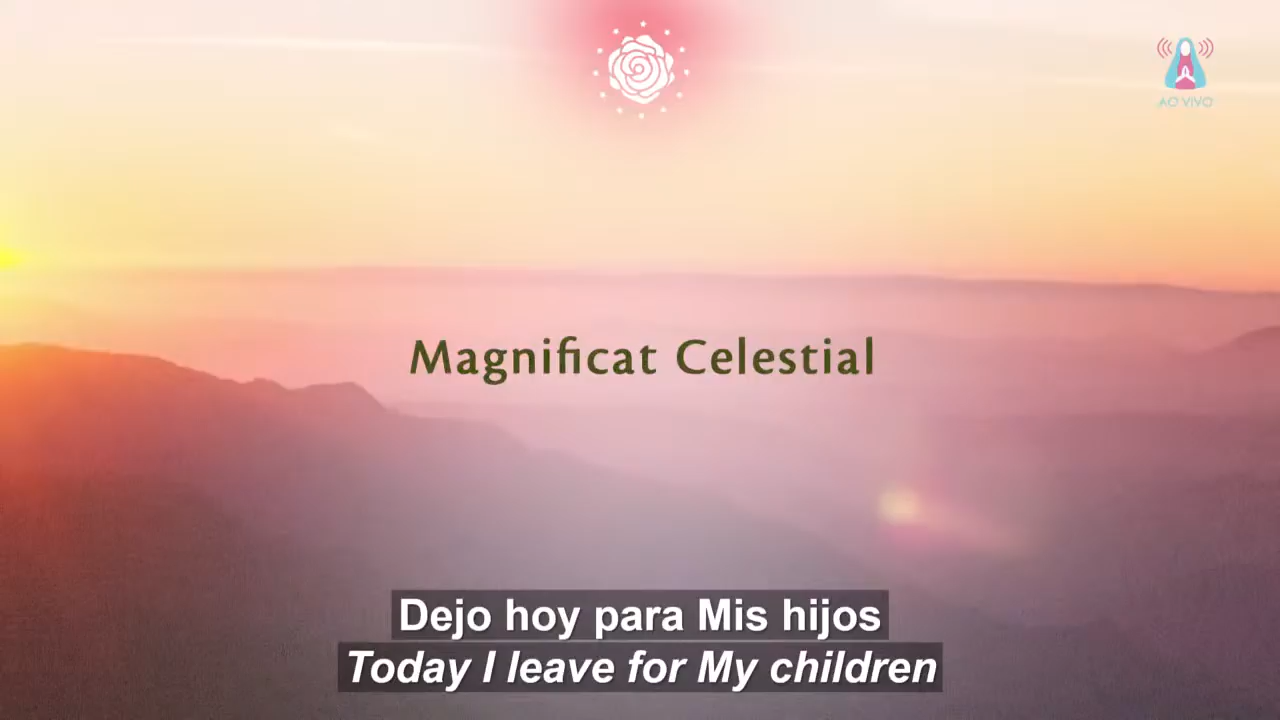 AO VIVO
Magnificat Celestial
Dejo hoy para Mis hijos
Today I leave for My children